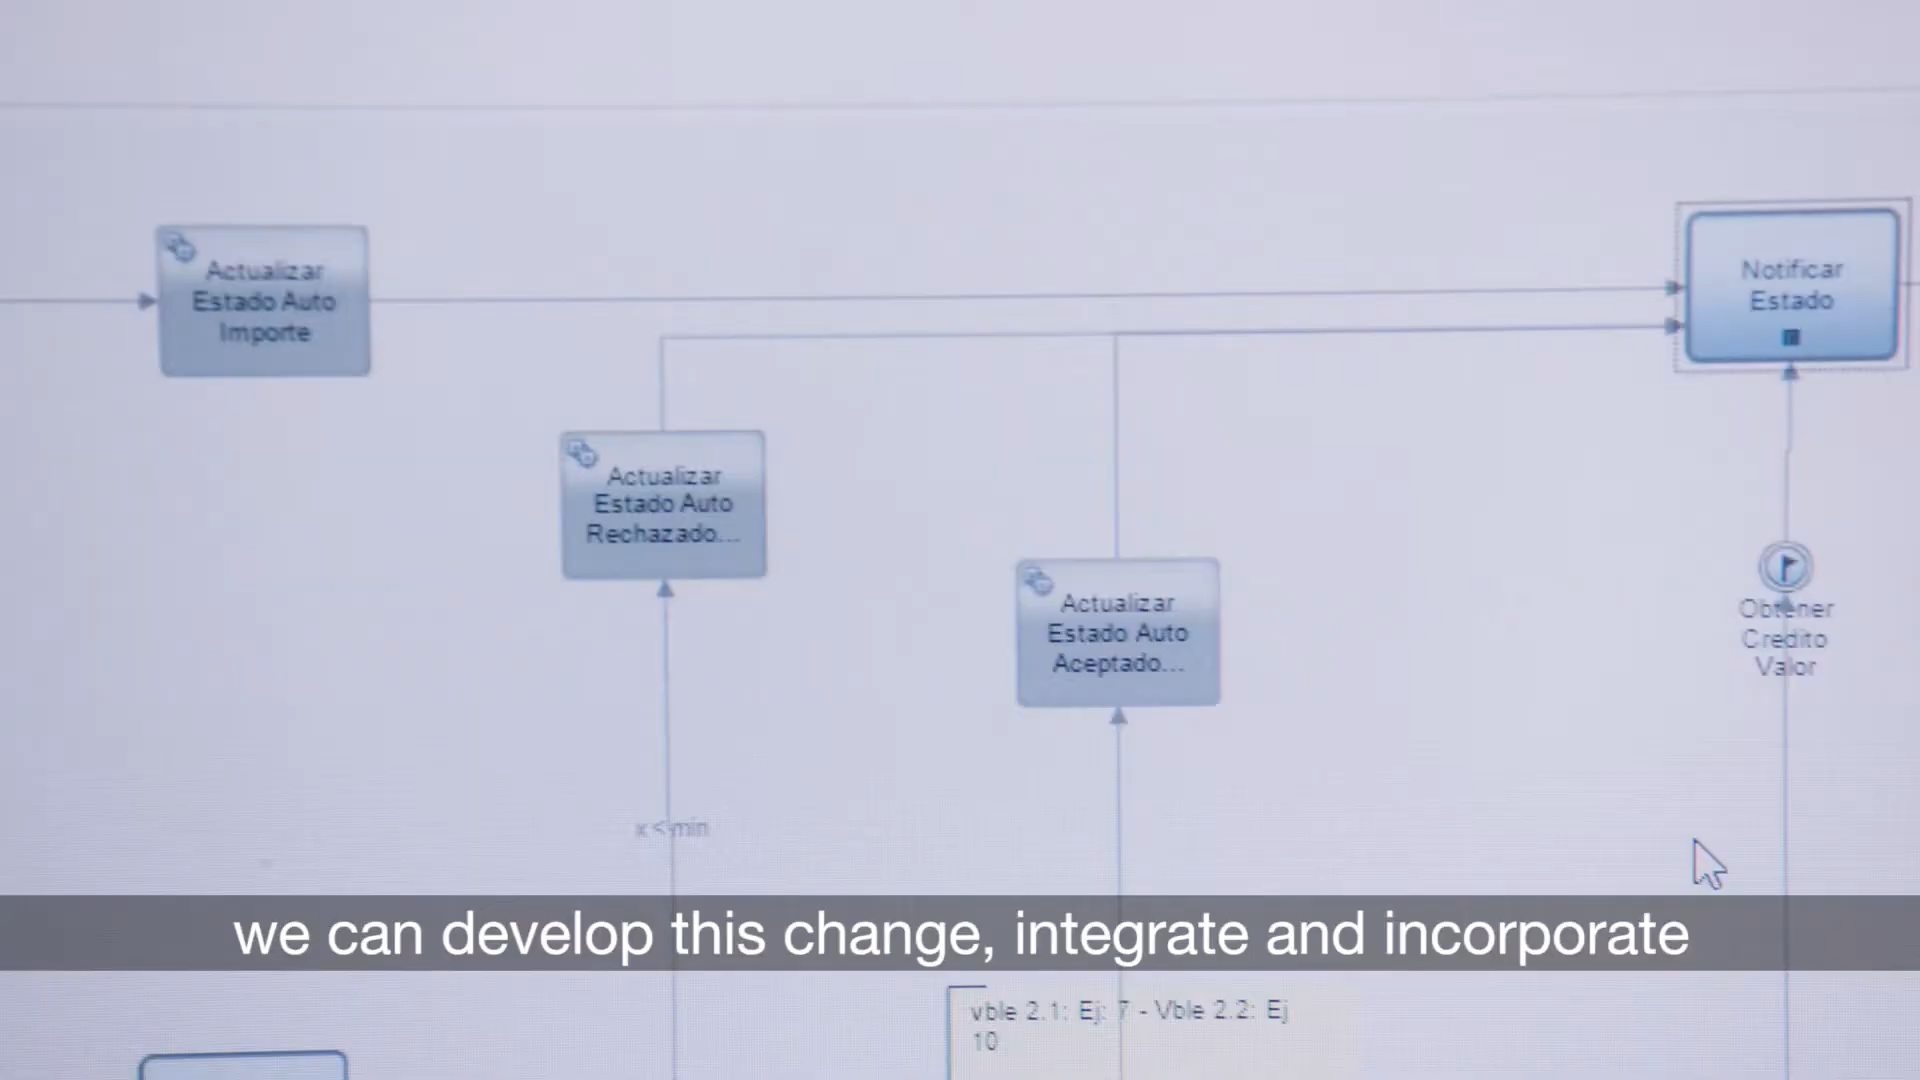 Actualizar
Estado Auto
Importe
Notificar
Estado
Actualizar
Estado Auto
Rechazado...
Actualizar
Estado Auto
Aceptado...
Obtener
Credito
Valor
x < min
we can develop this change, integrate and incorporate
vble 2.1: Ej: 7 - Vble 2.2: Ej
10